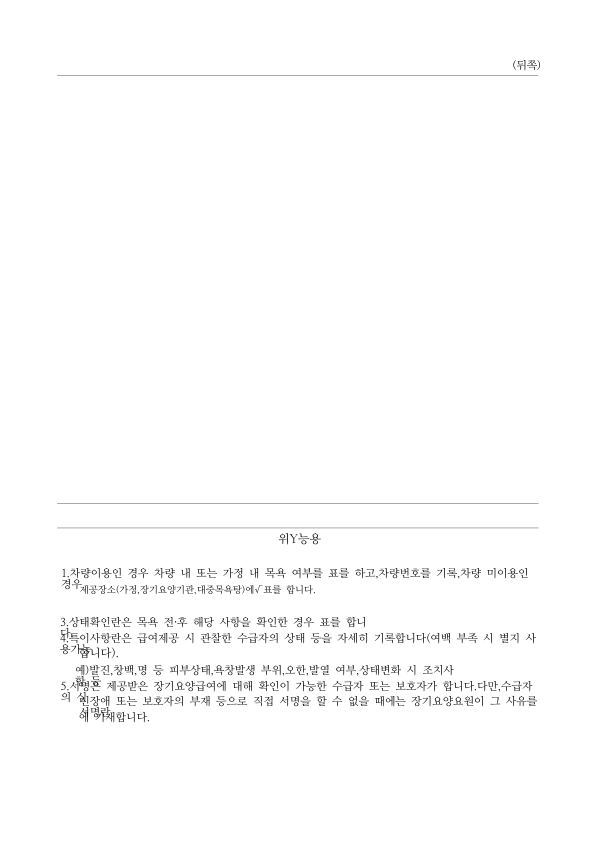 (뒤쪽)
위Y능용
1.차량이용인 경우 차량 내 또는 가정 내 목욕 여부를 표를 하고,차량번호를 기록,차량 미이용인
경우
제공장소(가정,장기요양기관,대중목욕탕)에√표를 합니다.
3.상태확인란은 목욕 전·후 해당 사항을 확인한 경우 표를 합니
다.
4.특이사항란은 급여제공 시 관찰한 수급자의 상태 등을 자세히 기록합니다(여백 부족 시 별지 사
용가능
합니다).
예)발진,창백,멍 등 피부상태,욕창발생 부위,오한,발열 여부,상태변화 시 조치사
항 등
5.서명은 제공받은 장기요양급여에 대해 확인이 가능한 수급자 또는 보호자가 합니다.다만,수급자
의 심
신장애 또는 보호자의 부재 등으로 직접 서명을 할 수 없을 때에는 장기요양요원이 그 사유를
서명란
에 기재합니다.